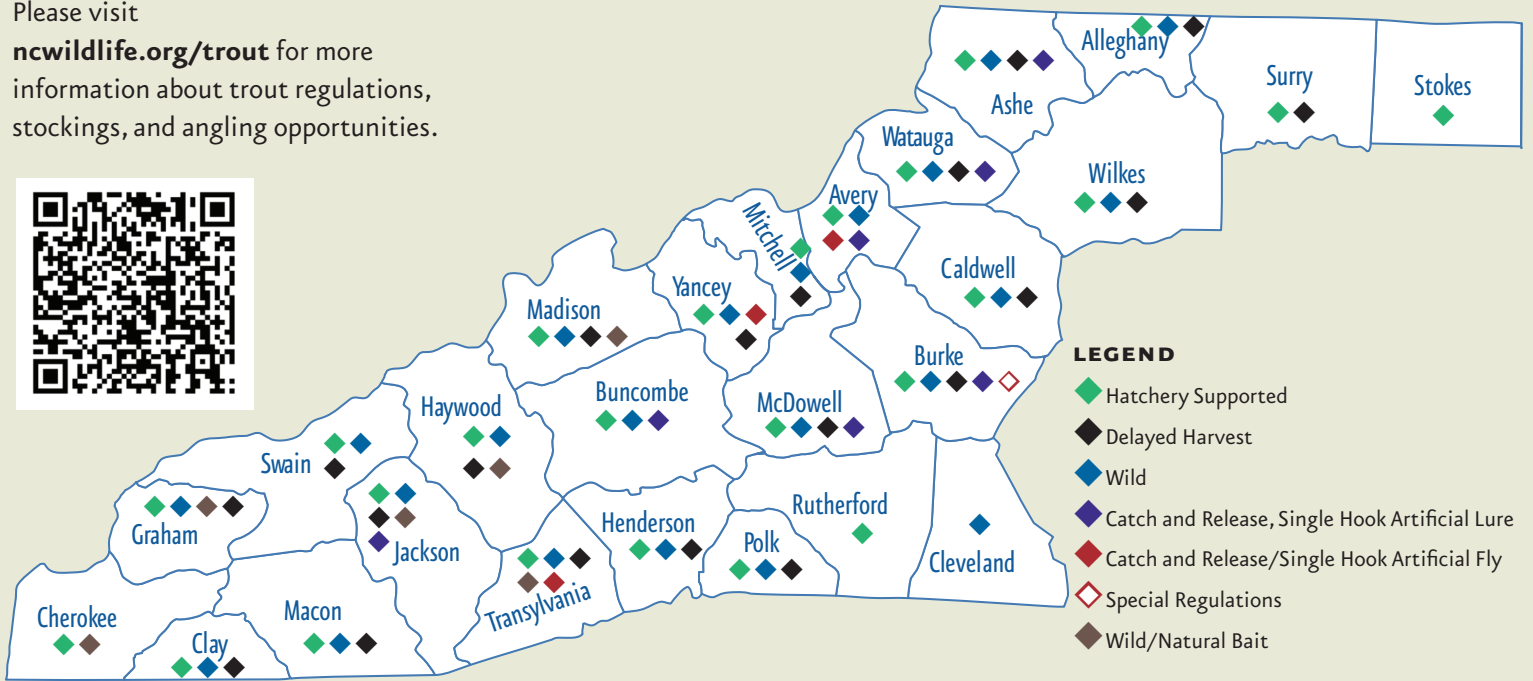 Please visit
ncwildlife.org/trout for more
information about trout regulations,
stockings, and angling opportunities.
Alleghany
Ashe
Surry
Stokes
Watauga
Wilkes
Avery
Mitchell
Caldwell
Yancey
Madison
Burke
Buncombe
McDowell
Haywood
Swain
Graham
Jackson
Henderson
Rutherford
Polk
Cleveland
Transylvania
Cherokee
Macon
Clay
LEGEND
Hatchery Supported
Delayed Harvest
Wild
Catch and Release, Single Hook Artificial Lure
Catch and Release/Single Hook Artificial Fly
Special Regulations
Wild/Natural Bait